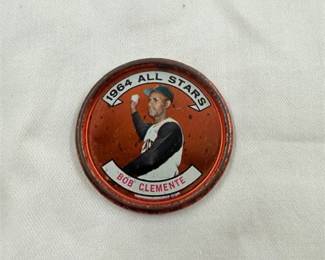 1964 ALL STARS
BOB CLEMENTE